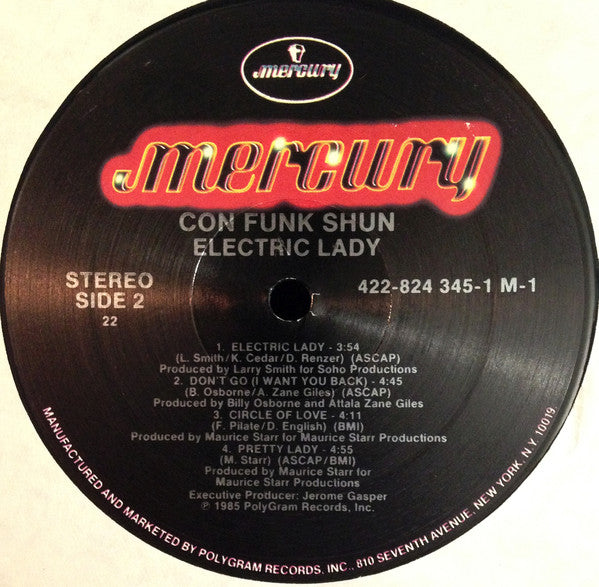 mercury
mercury
CON FUNK SHUN
ELECTRIC LADY
STEREO
SIDE 2
22
422-824 345-1 M-1
1. ELECTRIC LADY - 3:54
(L. Smith/K. Cedar/D. Renzer) (ASCAP)
Produced by Larry Smith for Soho Productions
2. DON'T GO (I WANT YOU BACK) - 4:45
(B. Osborne/A. Zane Giles) (ASCAP)
Produced by Billy Osborne and Attala Zane Giles
3. CIRCLE OF LOVE - 4:11
(F. Pilate/D. English) (BMI)
Produced by Maurice Starr for Maurice Starr Productions
4. PRETTY LADY - 4:55
(M. Starr) (ASCAP/BMI)
Produced by Maurice Starr for
Maurice Starr Productions
Executive Producer: Jerome Gasper
℗ 1985 PolyGram Records, Inc.
MANUFACTURED AND MARKETED BY POLYGRAM RECORDS, INC., 810 SEVENTH AVENUE, NEW YORK, N.Y. 10019